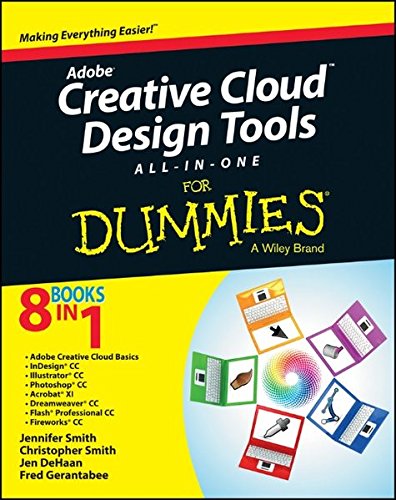 Making Everything Easier!™
Adobe®
Creative Cloud™
Design Tools
ALL-IN-ONE
FOR
DUMMIES®
A Wiley Brand
8 BOOKS
IN 1
• Adobe Creative Cloud Basics
• InDesign® CC
• Illustrator® CC
• Photoshop® CC
• Acrobat® XI
• Dreamweaver® CC
• Flash® Professional CC
• Fireworks® CC
Jennifer Smith
Christopher Smith
Jen DeHaan
Fred Gerantabee